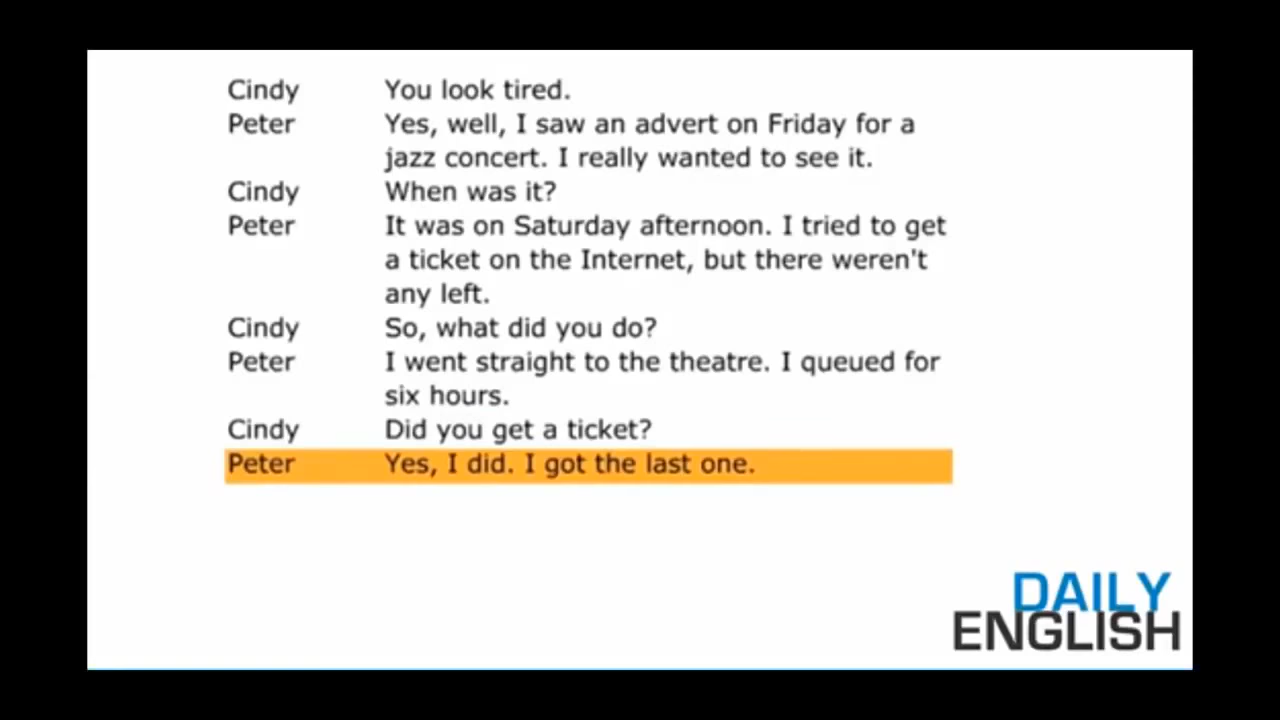 Cindy You look tired.
Peter Yes, well, I saw an advert on Friday for a
jazz concert. I really wanted to see it.
Cindy When was it?
Peter It was on Saturday afternoon. I tried to get
a ticket on the Internet, but there weren't
any left.
Cindy So, what did you do?
Peter I went straight to the theatre. I queued for
six hours.
Cindy Did you get a ticket?
Peter Yes, I did. I got the last one.
DAILY
ENGLISH